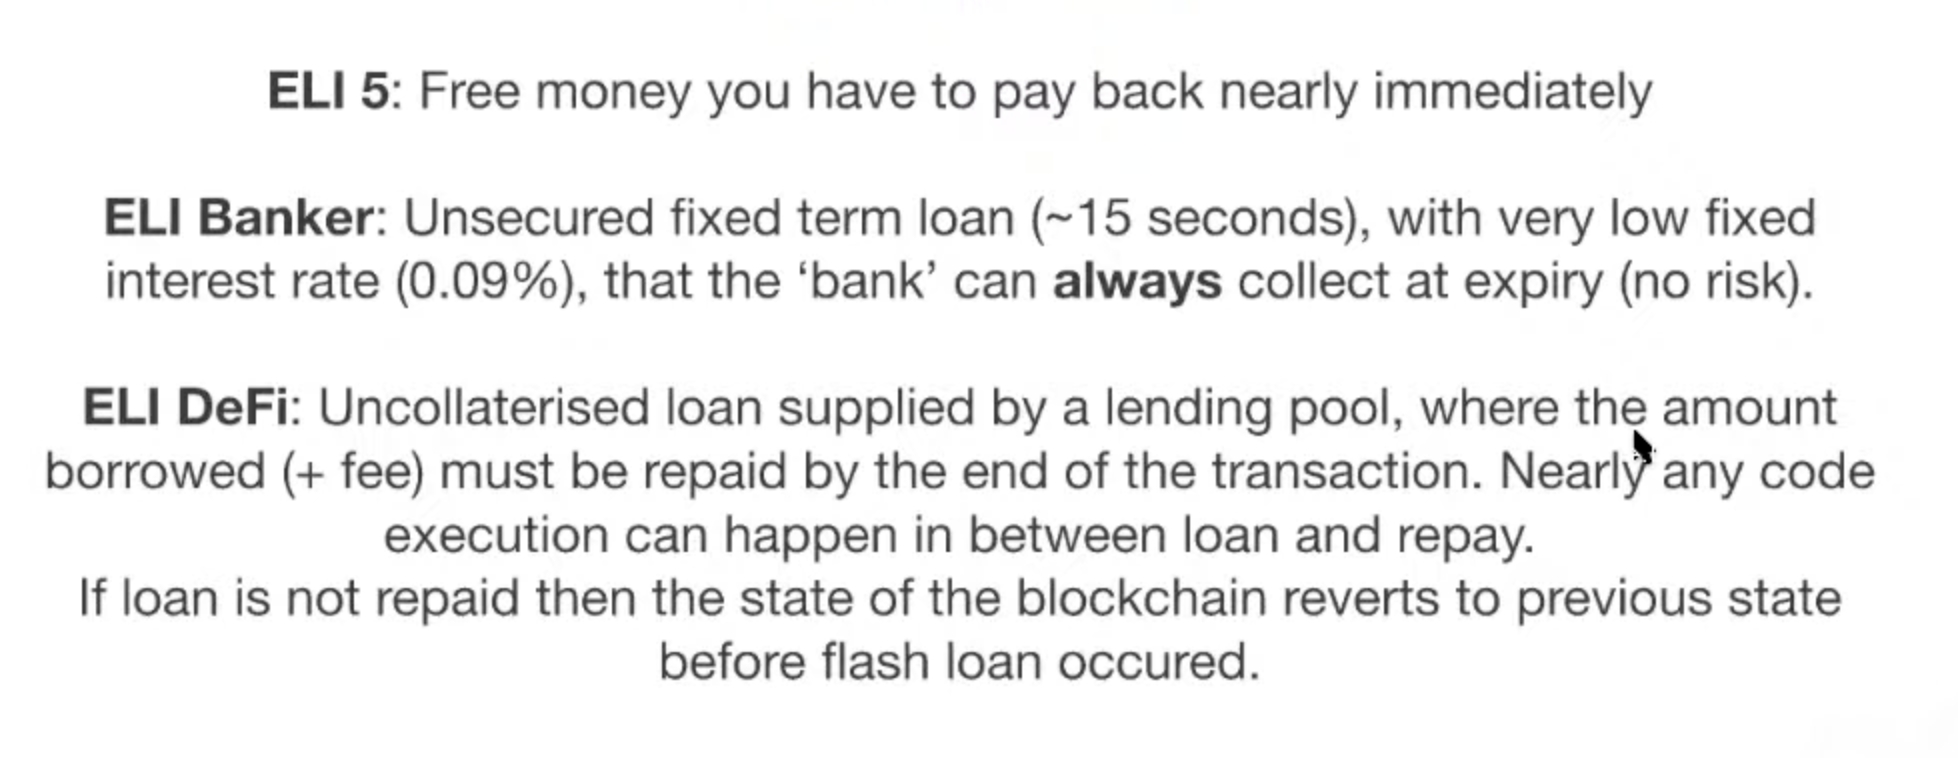 ELI 5: Free money you have to pay back nearly immediately
ELI Banker: Unsecured fixed term loan (~15 seconds), with very low fixed
interest rate (0.09%), that the ‘bank’ can always collect at expiry (no risk).
ELI DeFi: Uncollaterised loan supplied by a lending pool, where the amount
borrowed (+ fee) must be repaid by the end of the transaction. Nearly any code
execution can happen in between loan and repay.
If loan is not repaid then the state of the blockchain reverts to previous state
before flash loan occured.